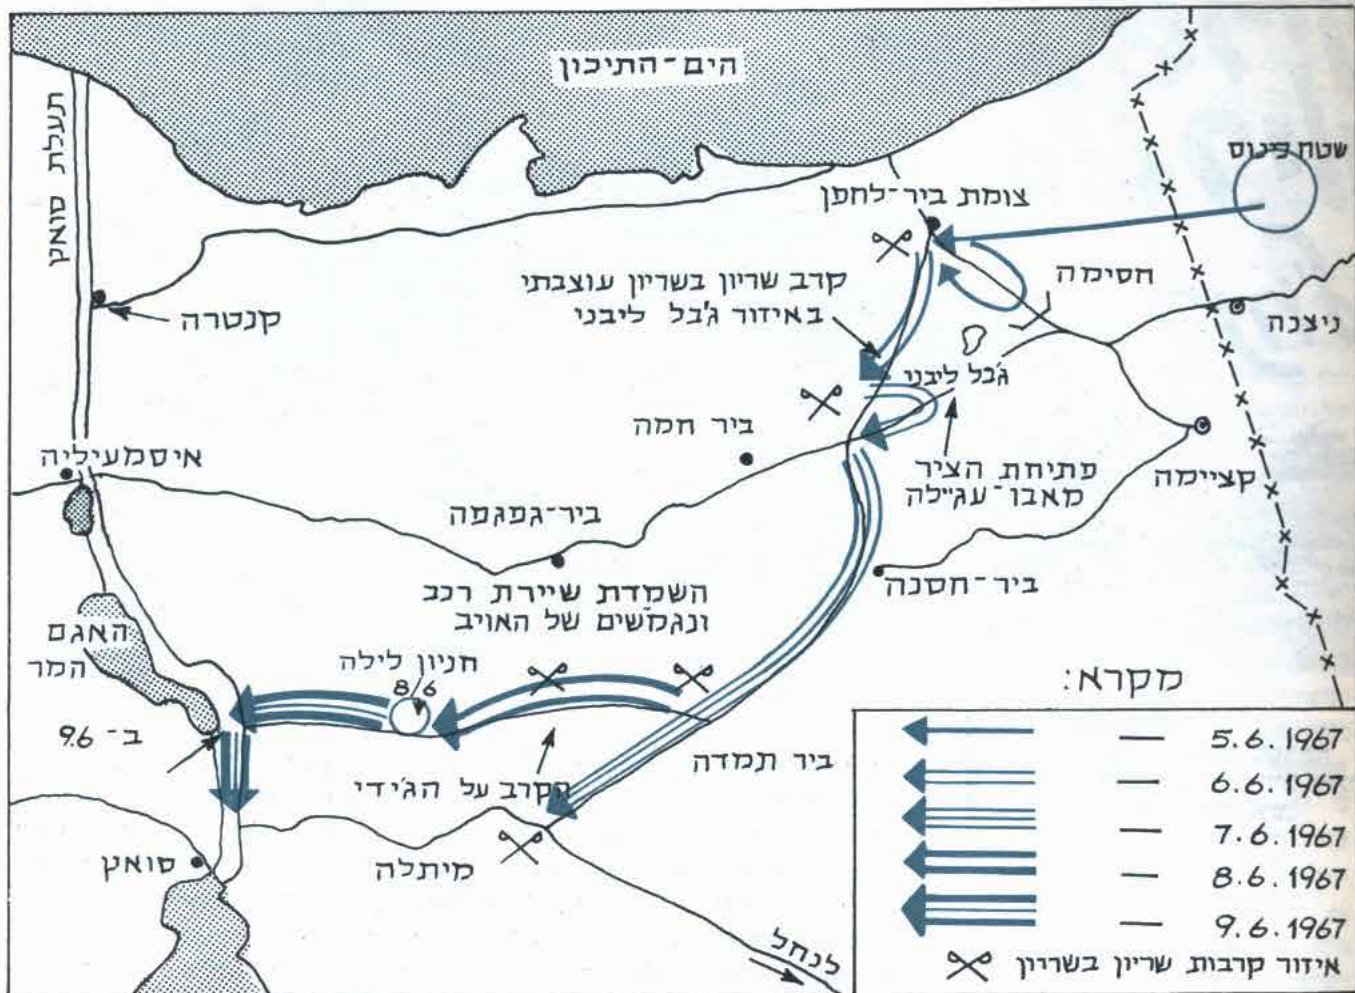 הים-התיכון
תעלת סואץ
שטח כינוס
צומת ביר-לחפן
חסימה
קרב שריון בשריון עוצבתי
באיזור ג'בל ליבני
קנטרה
ניצנה
ג'בל ליבני
ביר חמה
איסמעיליה
פתיחת הציר
מאבו-עג'ילה
קציימה
ביר-גפגפה
ביר-חסנה
השמדת שיירת רכב
ונגמ"שים של האויב
האגם
המר
חניון לילה
8/6
ב- 9.6
ביר תמדה
הקרב על הג'ידי
סואץ
מיתלה
לנחל
מקרא:
5.6.1967 —
6.6.1967 —
7.6.1967 —
8.6.1967 —
9.6.1967 —
איזור קרבות שריון בשריון